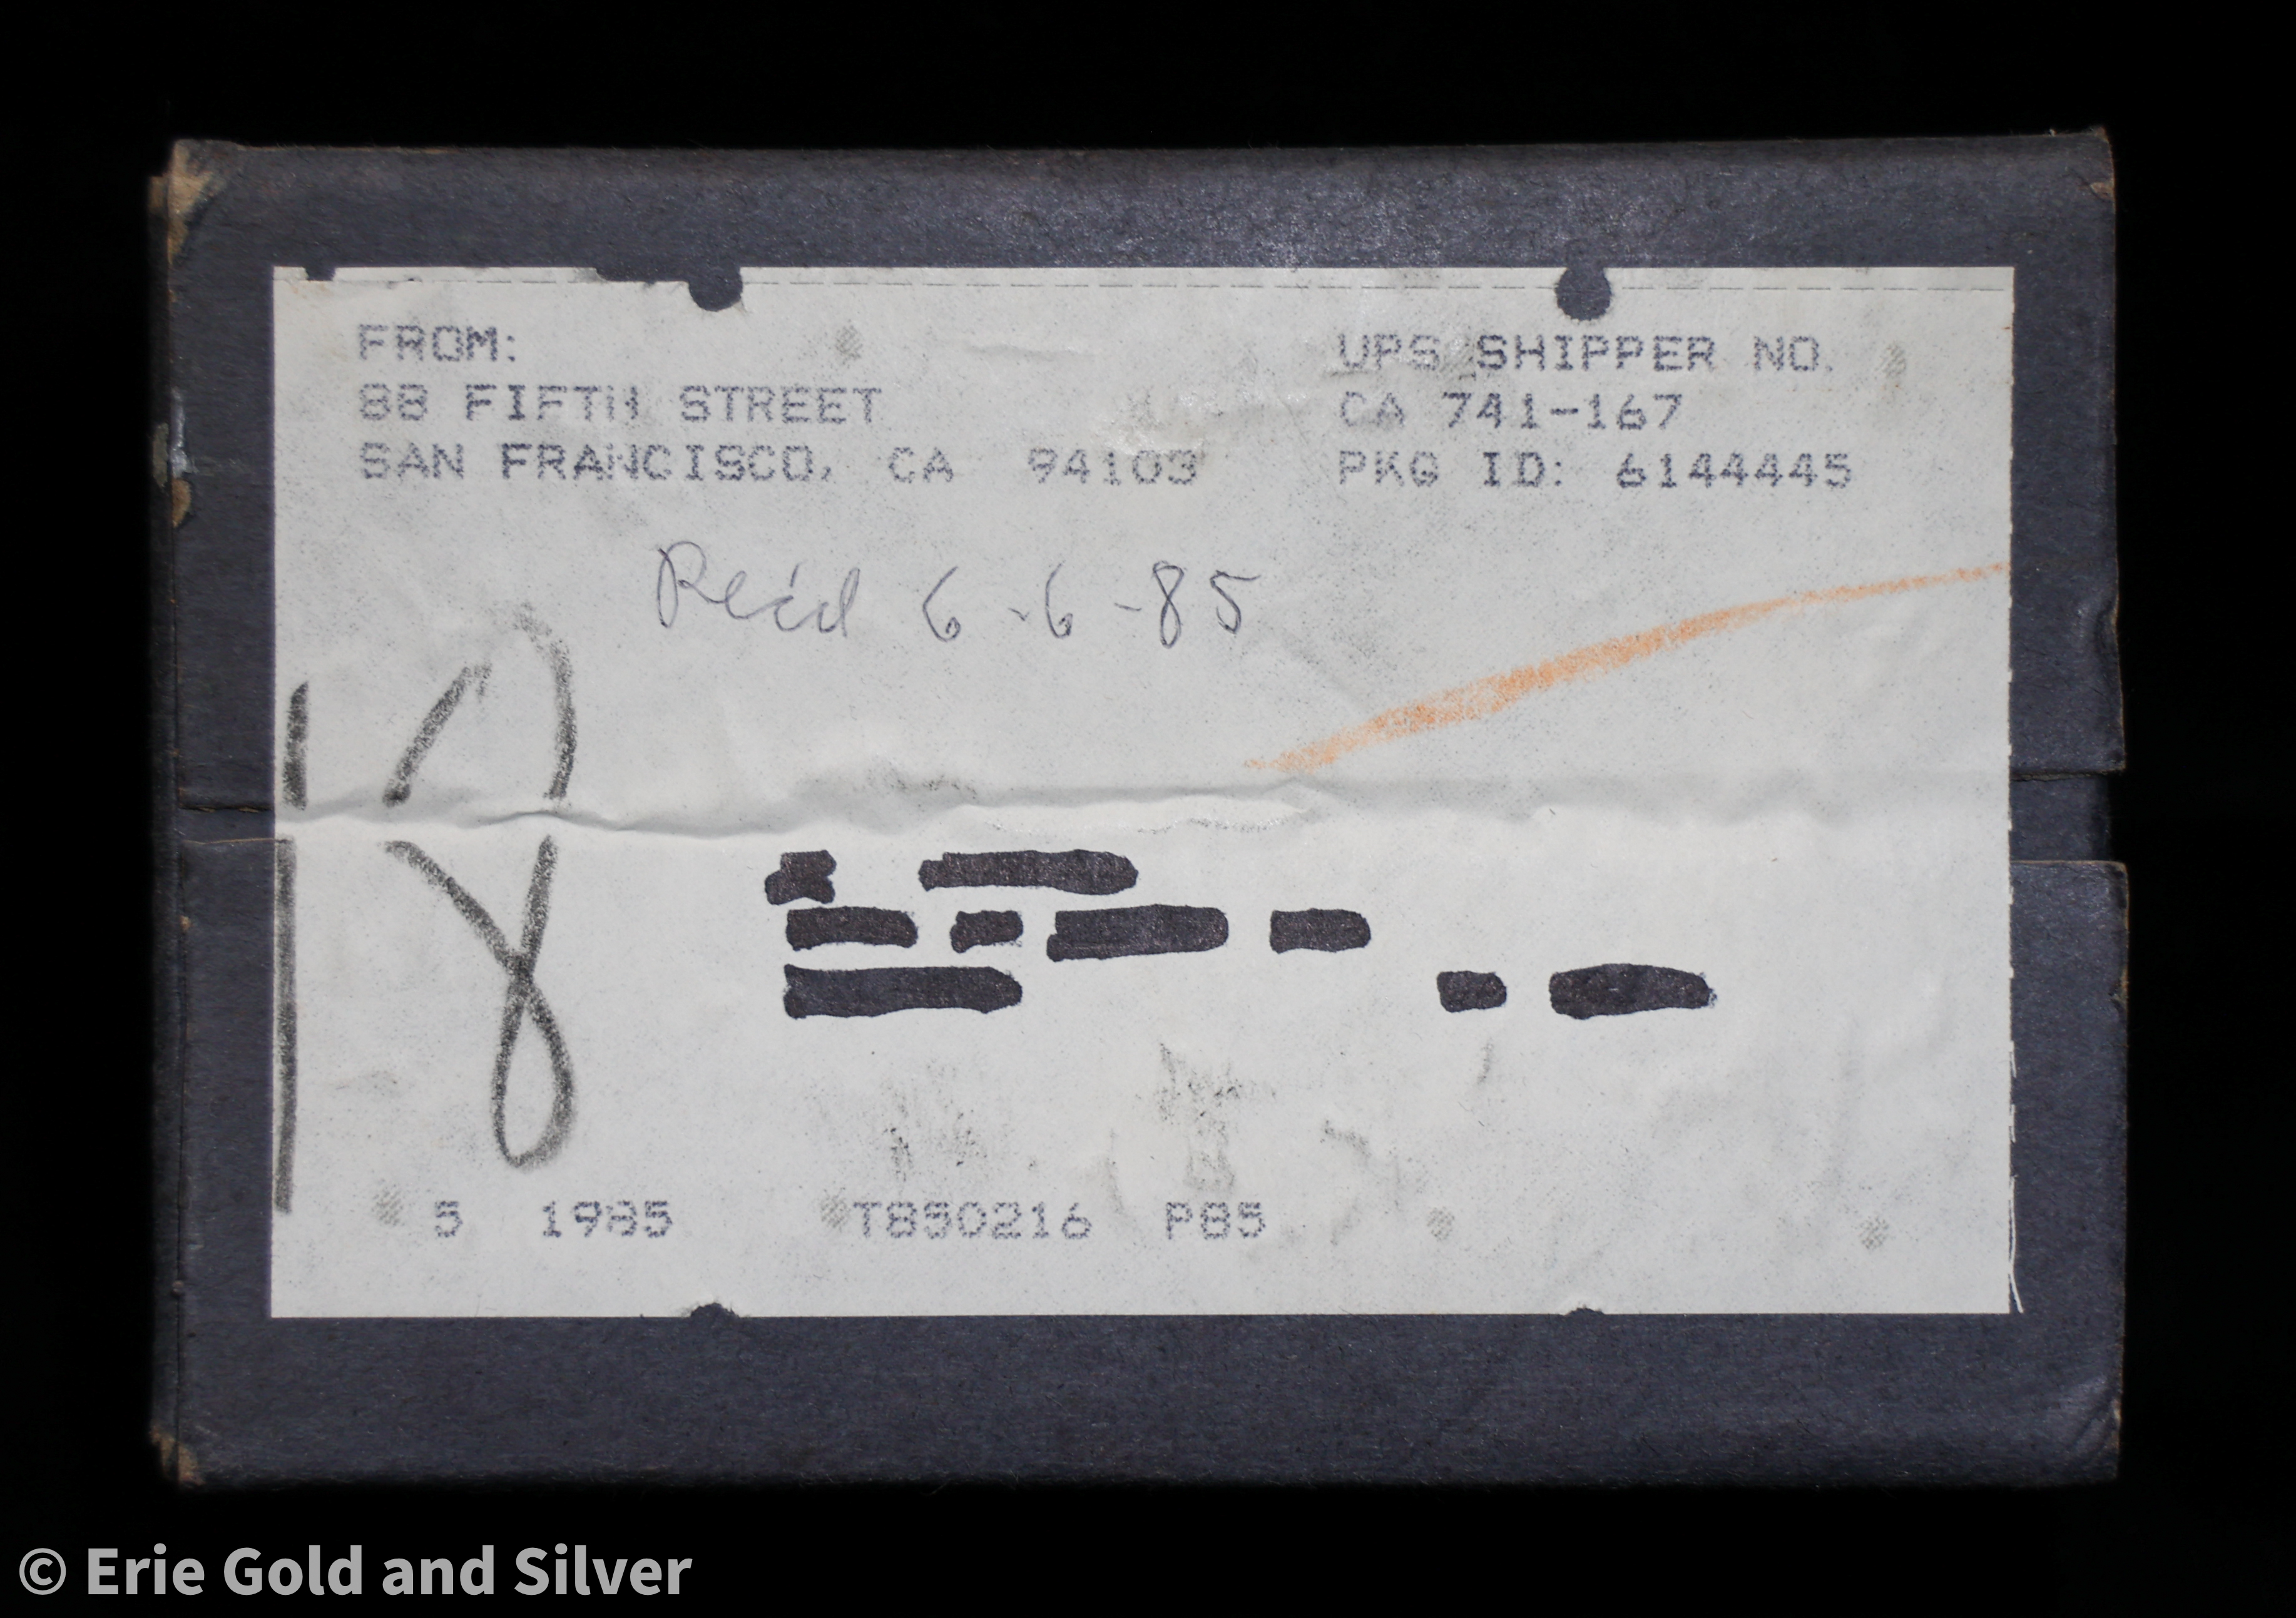 FROM:
88 FIFTH STREET
SAN FRANCISCO, CA 94103
UPS SHIPPER NO.
CA 741-167
PKG ID: 6144445
Rec'd 6-6-85
18
5 1985 T850216 P85
© Erie Gold and Silver